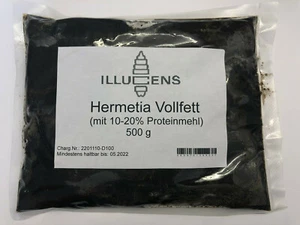 ILLUCENS
Hermetia Vollfett
(mit 10-20% Proteinmehl)
500 g
Charg.Nr.: 2201110-D100
Mindestens haltbar bis: 05.2022